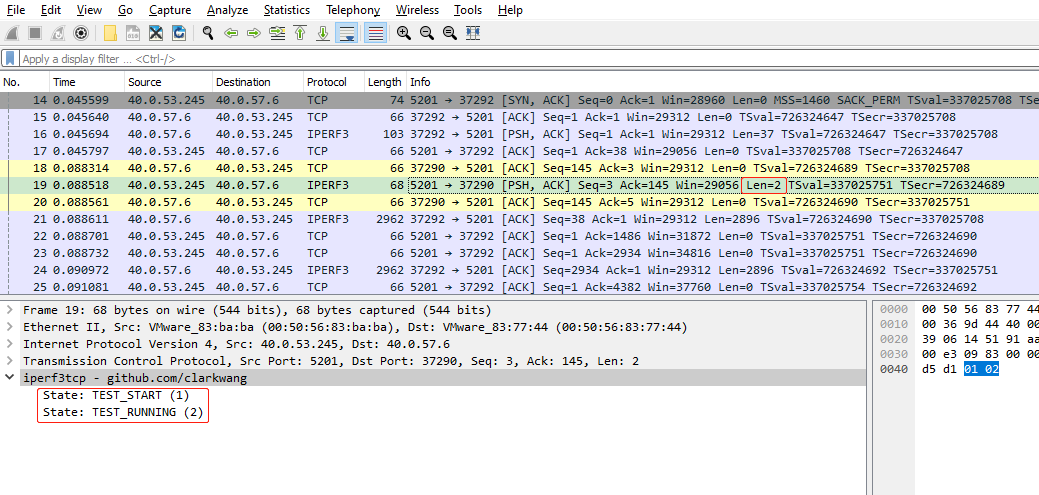 File Edit View Go Capture Analyze Statistics Telephony Wireless Tools Help
Apply a display filter ... <Ctrl-/>
No. Time Source Destination Protocol Length Info
14 0.045599 40.0.53.245 40.0.57.6 TCP 74 5201 → 37292 [SYN, ACK] Seq=0 Ack=1 Win=28960 Len=0 MSS=1460 SACK_PERM TSval=337025708 TSe
15 0.045640 40.0.57.6 40.0.53.245 TCP 66 37292 → 5201 [ACK] Seq=1 Ack=1 Win=29312 Len=0 TSval=726324647 TSecr=337025708
16 0.045694 40.0.57.6 40.0.53.245 IPERF3 103 37292 → 5201 [PSH, ACK] Seq=1 Ack=1 Win=29312 Len=37 TSval=726324647 TSecr=337025708
17 0.045797 40.0.53.245 40.0.57.6 TCP 66 5201 → 37292 [ACK] Seq=1 Ack=38 Win=29056 Len=0 TSval=337025708 TSecr=726324647
18 0.088314 40.0.57.6 40.0.53.245 TCP 66 37290 → 5201 [ACK] Seq=145 Ack=3 Win=29312 Len=0 TSval=726324689 TSecr=337025708
19 0.088518 40.0.53.245 40.0.57.6 IPERF3 68 5201 → 37290 [PSH, ACK] Seq=3 Ack=145 Win=29056 Len=2 TSval=337025751 TSecr=726324689
20 0.088561 40.0.57.6 40.0.53.245 TCP 66 37290 → 5201 [ACK] Seq=145 Ack=5 Win=29312 Len=0 TSval=726324690 TSecr=337025751
21 0.088611 40.0.57.6 40.0.53.245 IPERF3 2962 37292 → 5201 [ACK] Seq=38 Ack=1 Win=29312 Len=2896 TSval=726324690 TSecr=337025708
22 0.088701 40.0.53.245 40.0.57.6 TCP 66 5201 → 37292 [ACK] Seq=1 Ack=1486 Win=31872 Len=0 TSval=337025751 TSecr=726324690
23 0.088732 40.0.53.245 40.0.57.6 TCP 66 5201 → 37292 [ACK] Seq=1 Ack=2934 Win=34816 Len=0 TSval=337025751 TSecr=726324690
24 0.090972 40.0.57.6 40.0.53.245 IPERF3 2962 37292 → 5201 [ACK] Seq=2934 Ack=1 Win=29312 Len=2896 TSval=726324692 TSecr=337025751
25 0.091081 40.0.53.245 40.0.57.6 TCP 66 5201 → 37292 [ACK] Seq=1 Ack=4382 Win=37760 Len=0 TSval=337025754 TSecr=726324692
Frame 19: 68 bytes on wire (544 bits), 68 bytes captured (544 bits)
Ethernet II, Src: VMware_83:ba:ba (00:50:56:83:ba:ba), Dst: VMware_83:77:44 (00:50:56:83:77:44)
Internet Protocol Version 4, Src: 40.0.53.245, Dst: 40.0.57.6
Transmission Control Protocol, Src Port: 5201, Dst Port: 37290, Seq: 3, Ack: 145, Len: 2
iperf3tcp - github.com/clarkwang
State: TEST_START (1)
State: TEST_RUNNING (2)
0000 00 50 56 83 77 44
0010 00 36 9d 44 40 00
0020 39 06 14 51 91 aa
0030 00 e3 09 83 00 00
0040 d5 d1 01 02